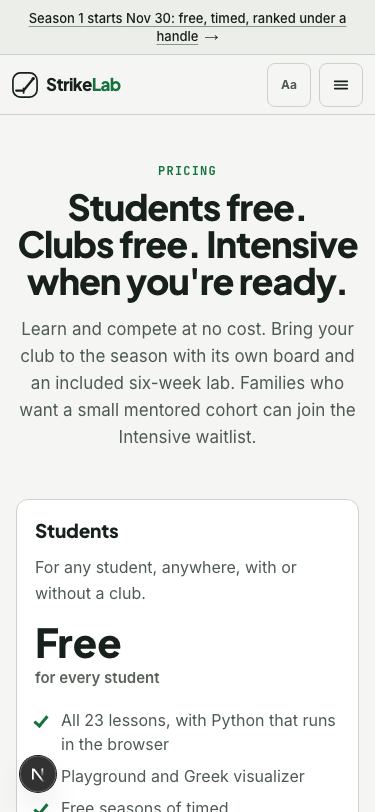 Season 1 starts Nov 30: free, timed, ranked under a
handle →
StrikeLab
Aa
PRICING
Students free.
Clubs free. Intensive
when you're ready.
Learn and compete at no cost. Bring your
club to the season with its own board and
an included six-week lab. Families who
want a small mentored cohort can join the
Intensive waitlist.
Students
For any student, anywhere, with or
without a club.
Free
for every student
All 23 lessons, with Python that runs
in the browser
N
Playground and Greek visualizer
Free seasons of timed